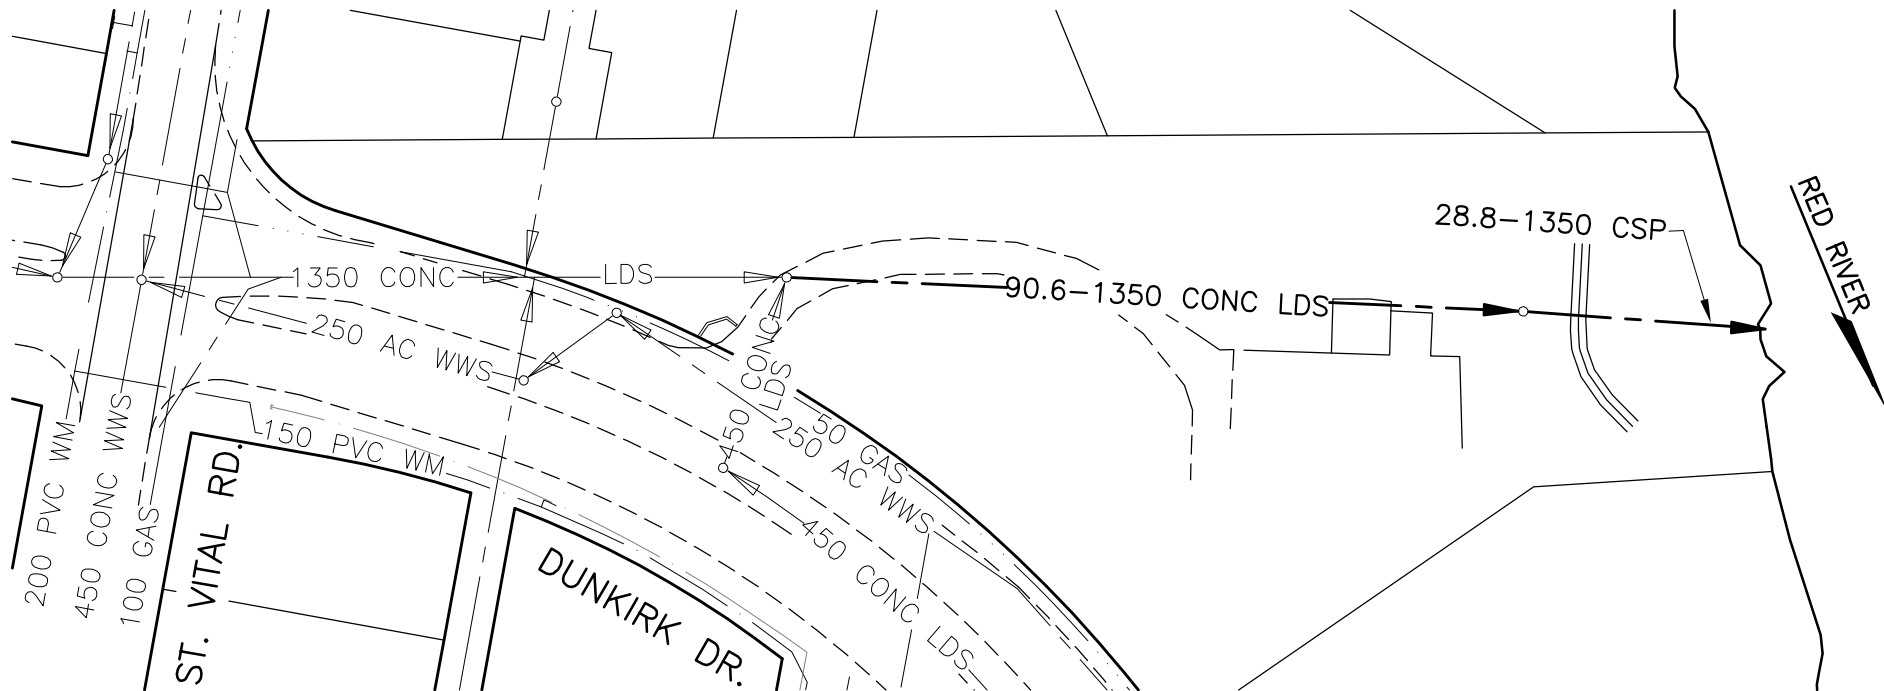 28.8-1350 CSP
RED RIVER
1350 CONC
LDS
90.6-1350 CONC LDS
250 AC WWS
450 CONC
LDS
50 GAS
250 AC WWS
150 PVC WM
200 PVC WM
450 CONC WWS
100 GAS
ST. VITAL RD.
450 CONC LDS
DUNKIRK DR.